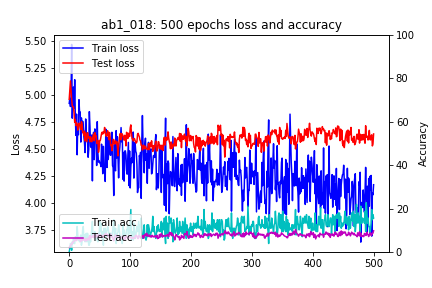 ab1_018: 500 epochs loss and accuracy
Train loss
Test loss
Train acc
Test acc
Loss
5.50
5.25
5.00
4.75
4.50
4.25
4.00
3.75
Accuracy
100
80
60
40
20
0
0 100 200 300 400 500